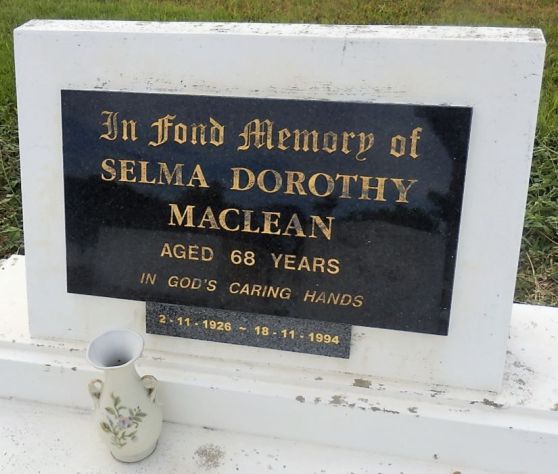 In Fond Memory of
SELMA DOROTHY
MACLEAN
AGED 68 YEARS
IN GOD'S CARING HANDS
2-11-1926 ~ 18-11-1994